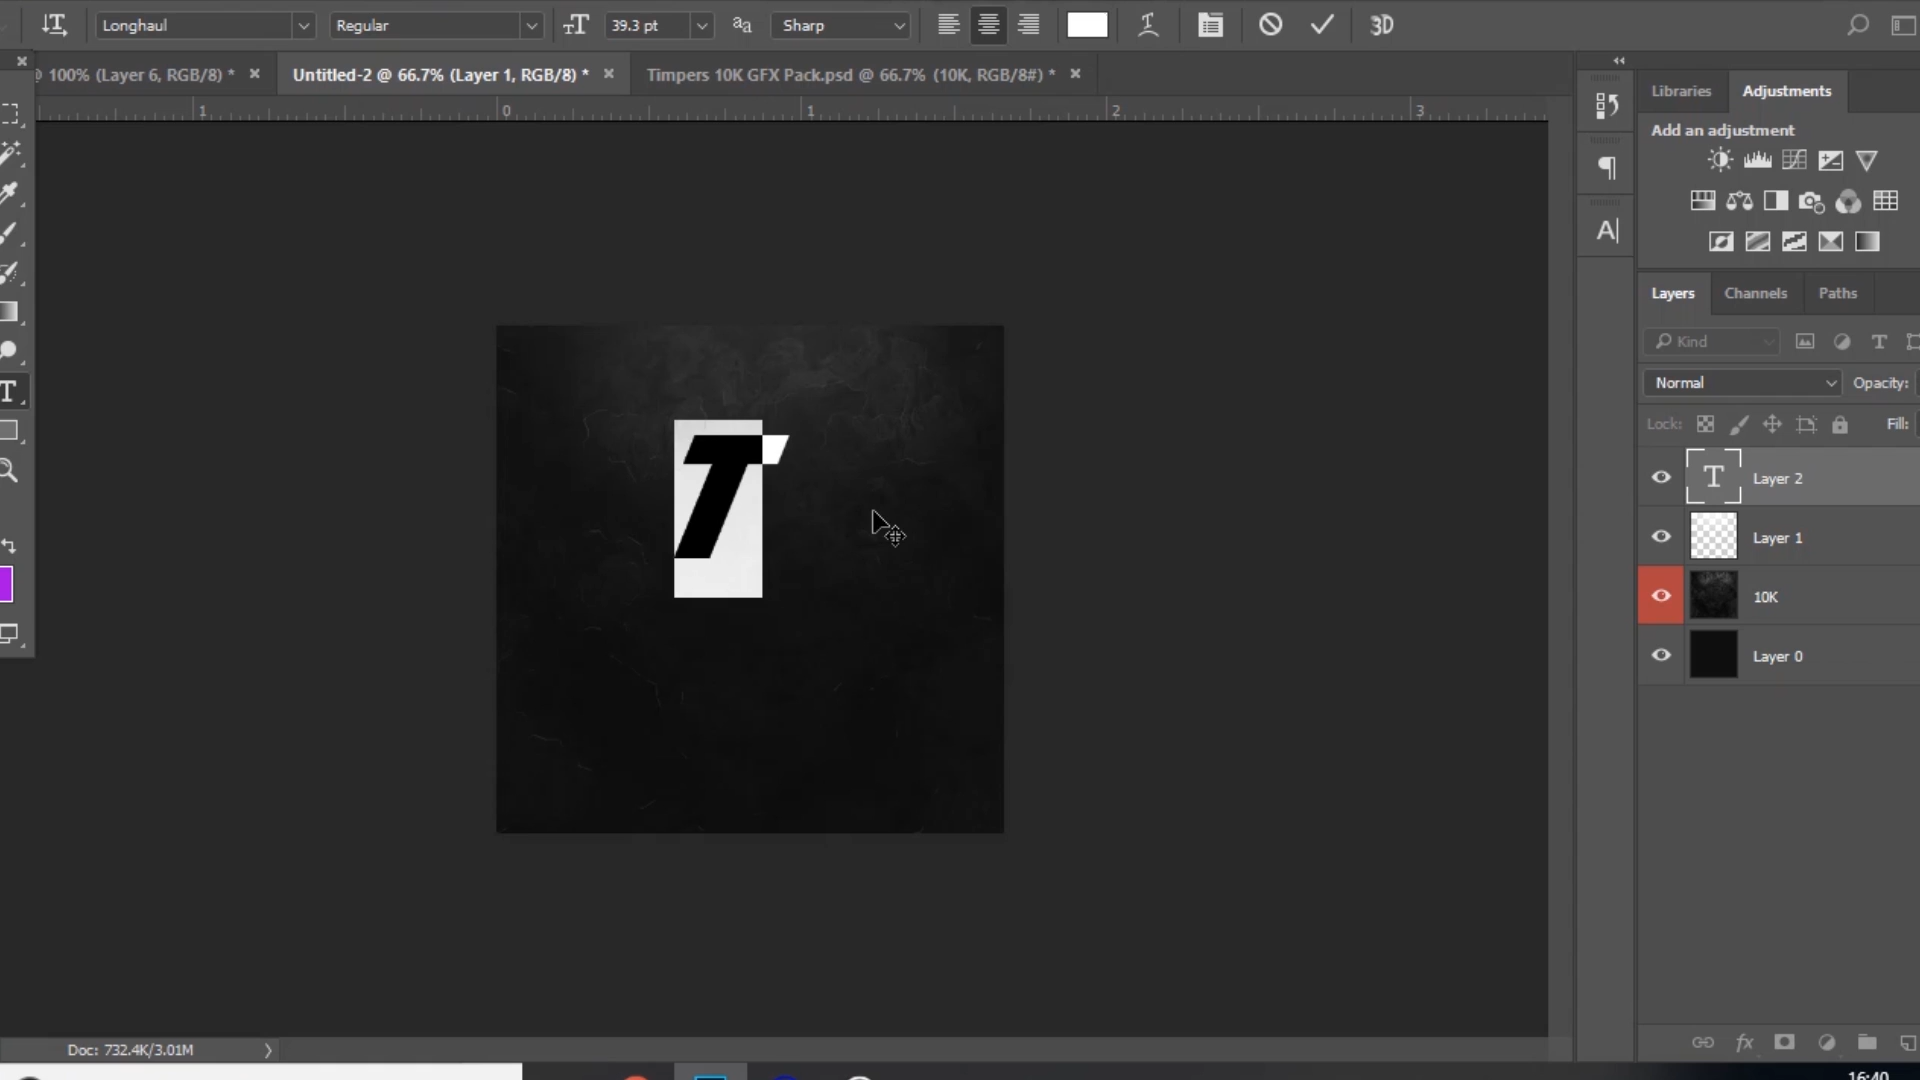 Longhaul
Regular
39.3 pt
Sharp
3D
100% (Layer 6, RGB/8) *
Untitled-2 @ 66.7% (Layer 1, RGB/8) *
Timpers 10K GFX Pack.psd @ 66.7% (10K, RGB/8#) *
1
0
1
2
3
Libraries
Adjustments
Add an adjustment
Layers
Channels
Paths
Kind
Normal
Opacity:
Lock:
Fill:
T
Layer 2
Layer 1
10K
Layer 0
Doc: 732.4K/3.01M
16:40